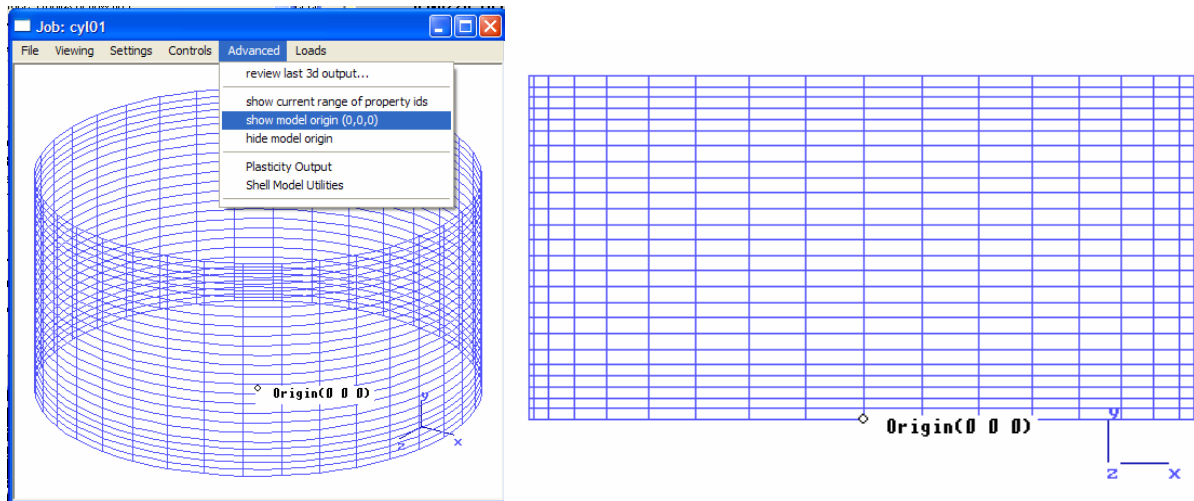 Job: cyl01
File Viewing Settings Controls Advanced Loads
review last 3d output...
show current range of property ids
show model origin (0,0,0)
hide model origin
Plasticity Output
Shell Model Utilities
Origin(0 0 0)
y
z x
Origin(0 0 0)
y
z x